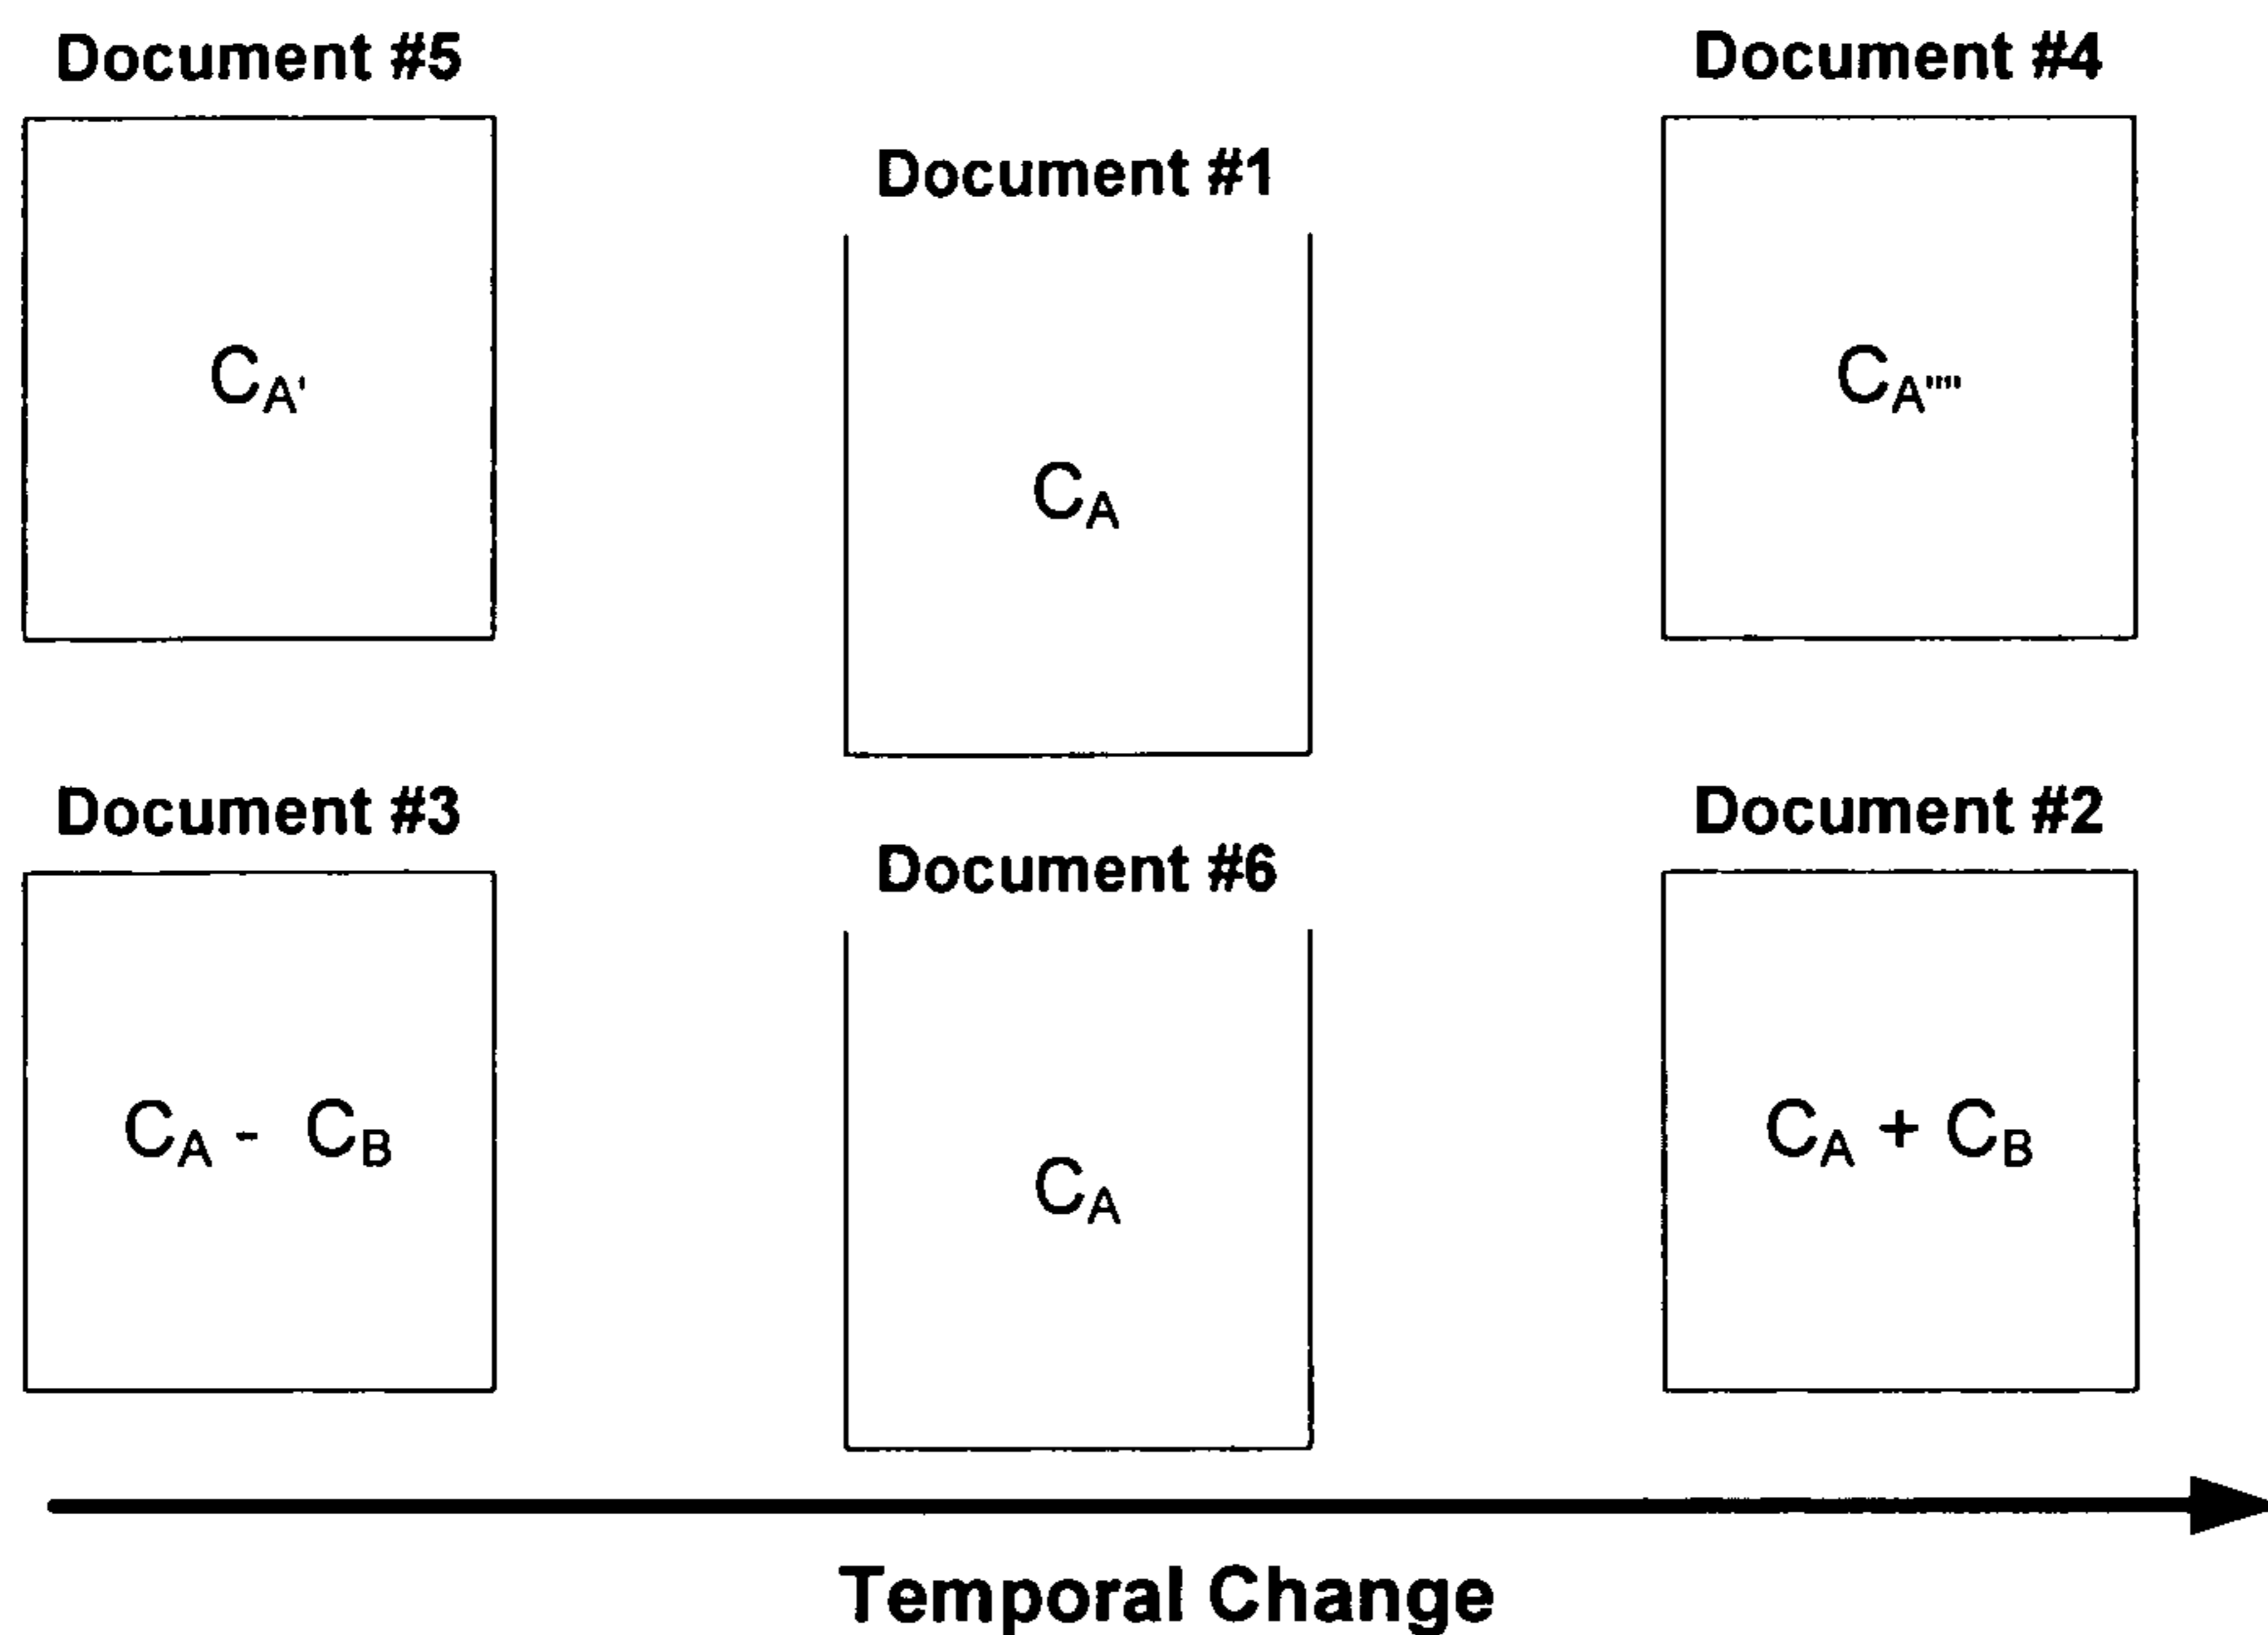 Document #5
Document #4
Document #1
C_A'
C_A''''
C_A
Document #3
Document #2
Document #6
C_A - C_B
C_A + C_B
C_A
Temporal Change